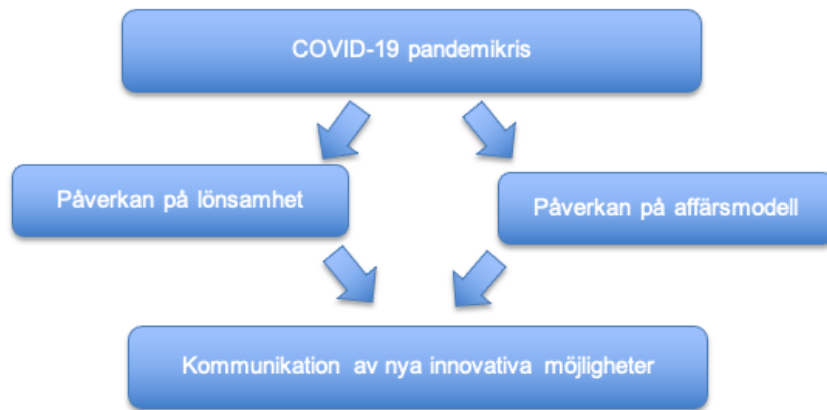 COVID-19 pandemikris
Påverkan på lönsamhet
Påverkan på affärsmodell
Kommunikation av nya innovativa möjligheter